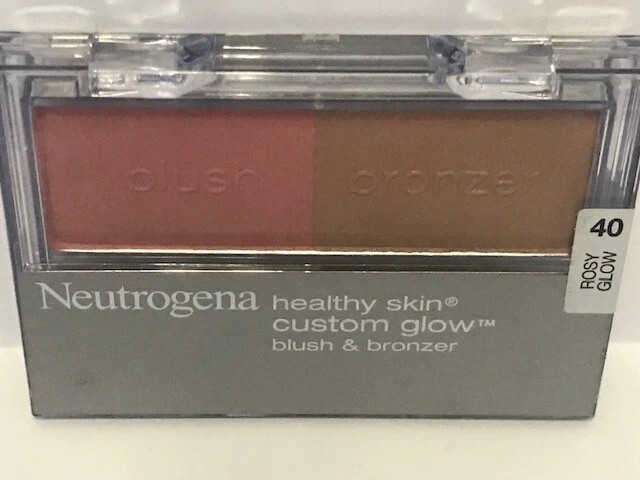 blush
bronzer
40
ROSY
GLOW
Neutrogena
healthy skin®
custom glow™
blush & bronzer